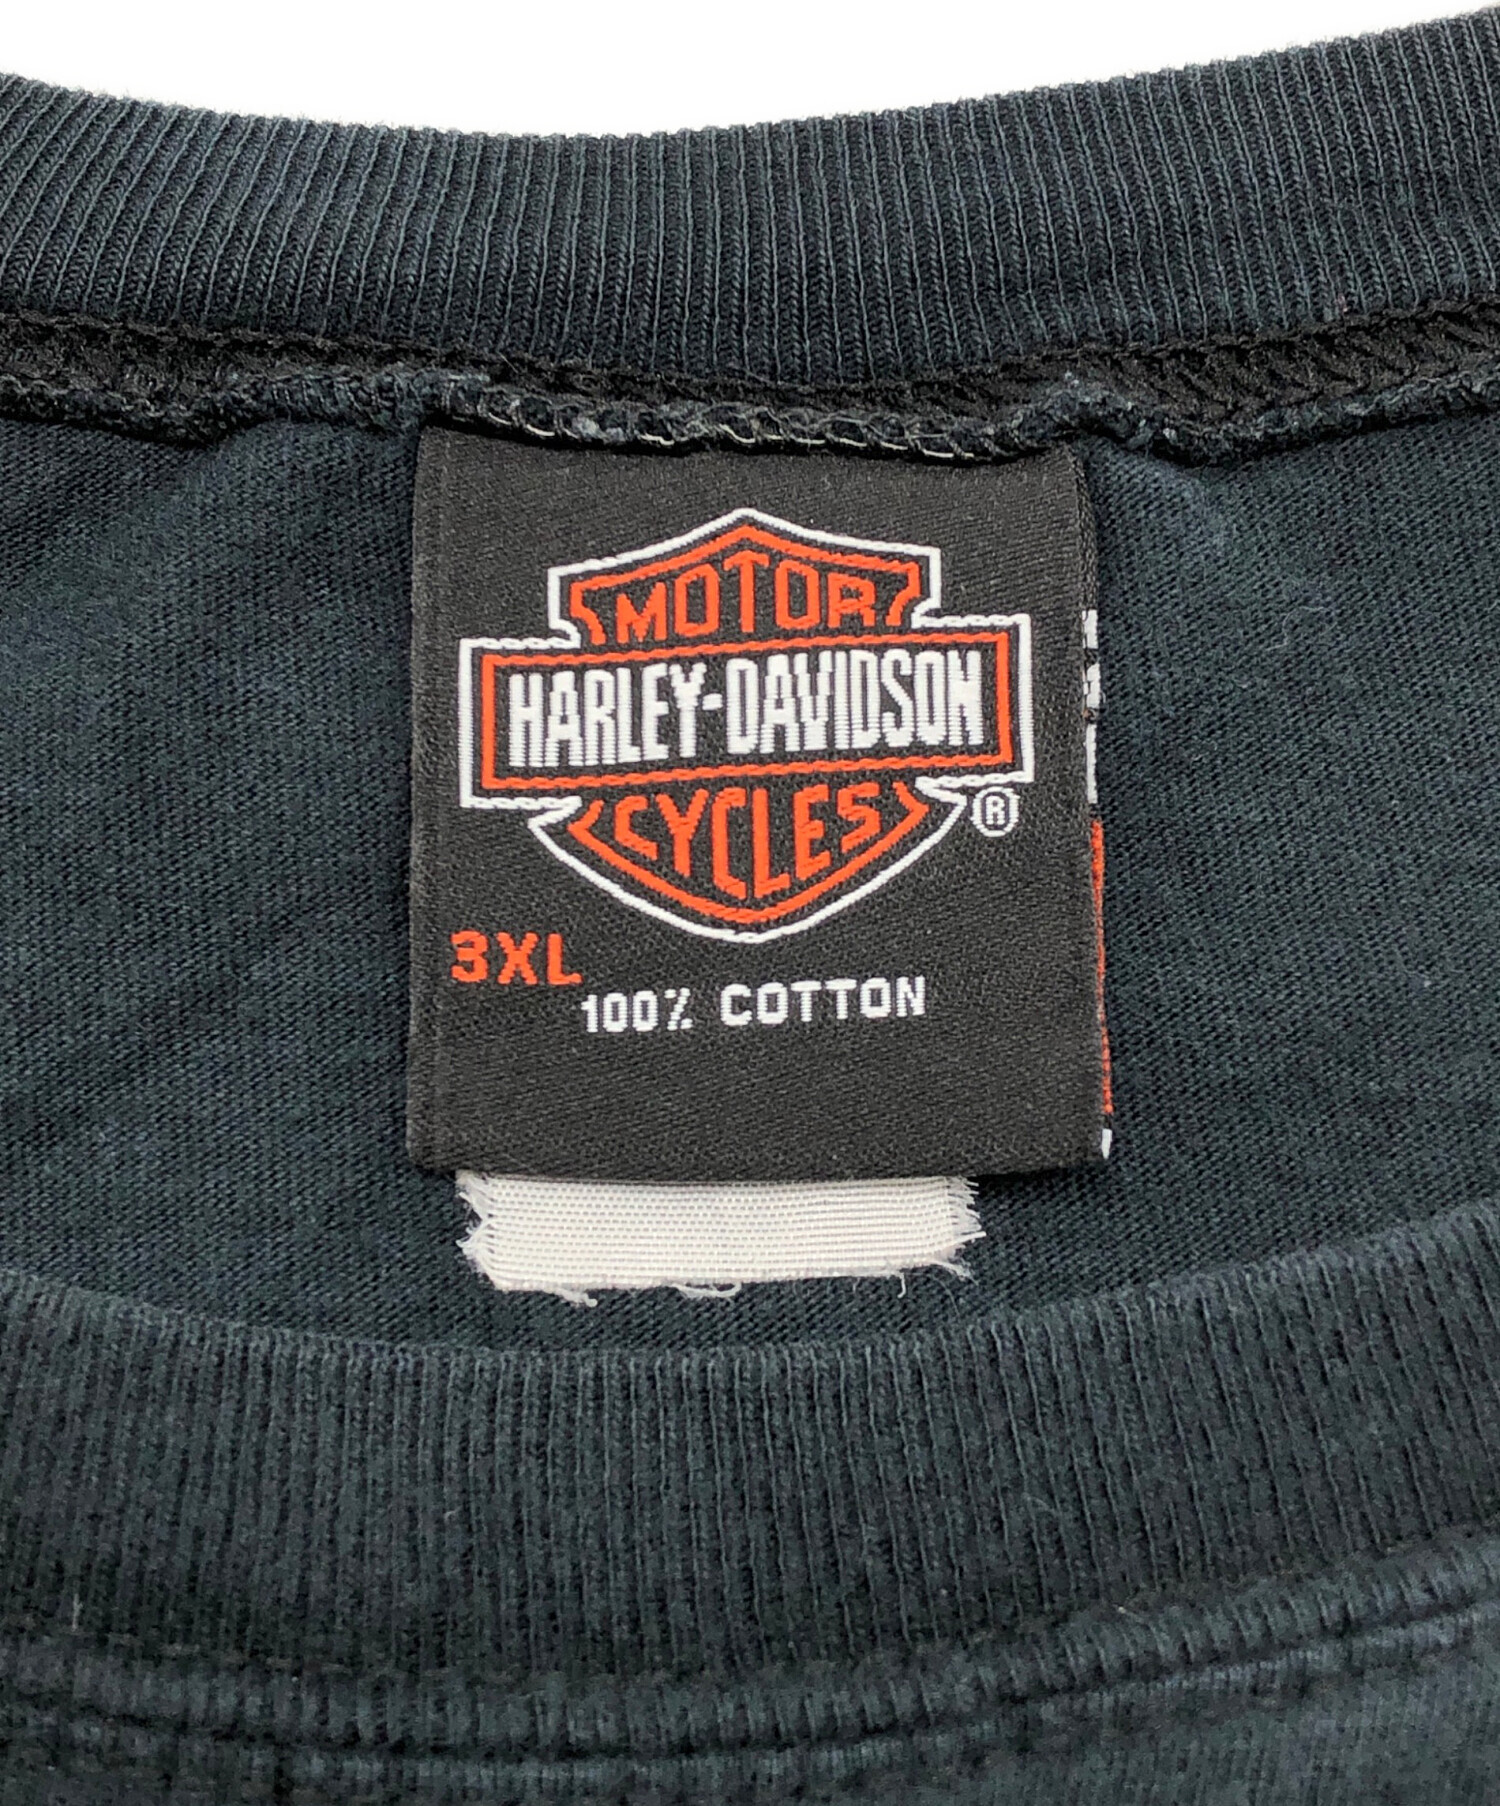 MOTOR
HARLEY-DAVIDSON
CYCLES
®
3XL
100% COTTON